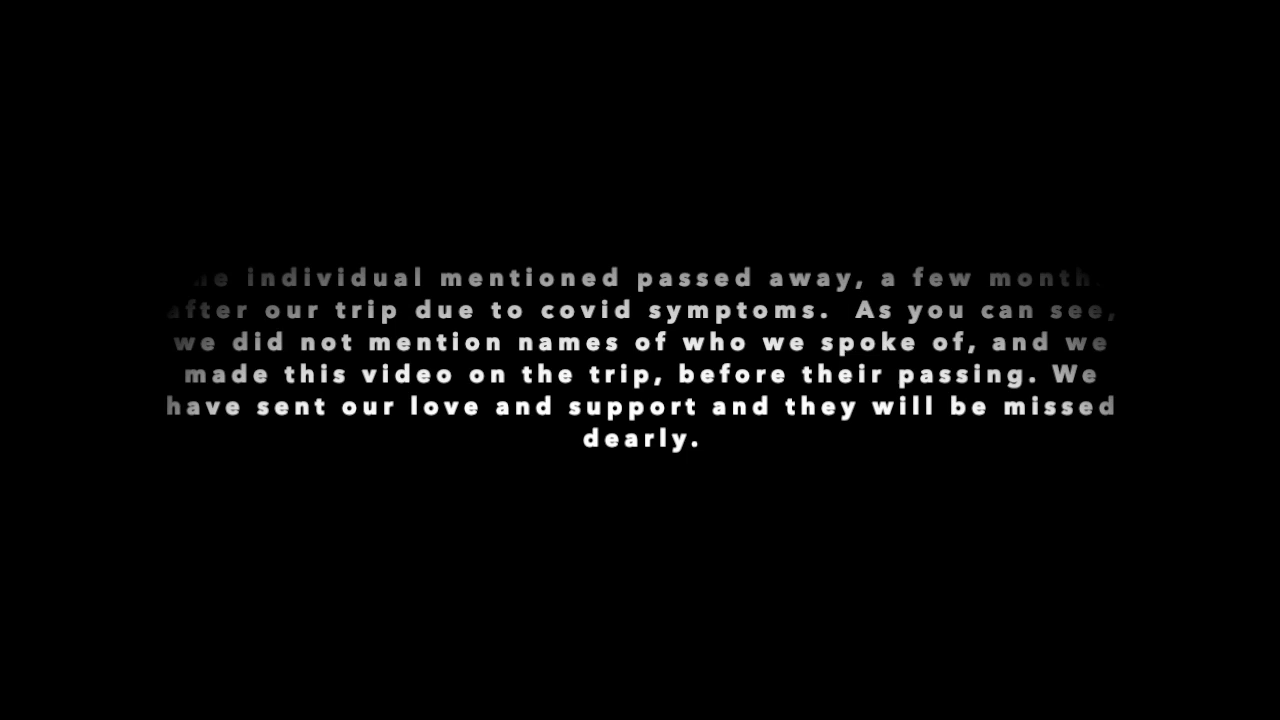 he individual mentioned passed away, a few month
after our trip due to covid symptoms.  As you can see,
we did not mention names of who we spoke of, and we
made this video on the trip, before their passing. We
have sent our love and support and they will be missed
dearly.